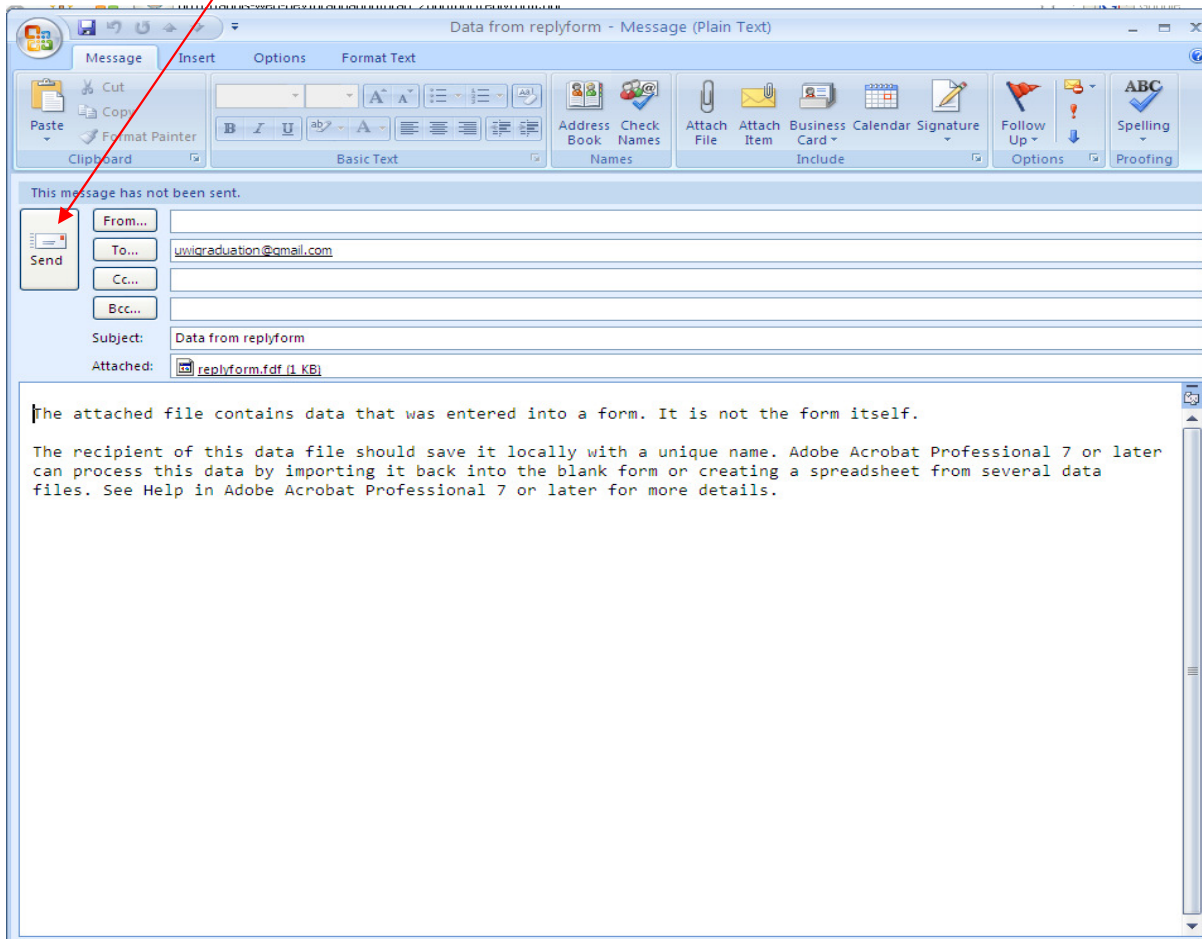 Data from replyform - Message (Plain Text)
Message Insert Options Format Text
Paste
Cut
Copy
Format Painter
Clipboard
B I U
Basic Text
Address Book
Check Names
Names
Attach File
Attach Item
Business Card
Calendar
Signature
Include
Follow Up
Options
ABC
Spelling
Proofing
This message has not been sent.
Send
From...
To... uwigraduation@gmail.com
Cc...
Bcc...
Subject: Data from replyform
Attached: replyform.fdf (1 KB)
The attached file contains data that was entered into a form. It is not the form itself.
The recipient of this data file should save it locally with a unique name. Adobe Acrobat Professional 7 or later
can process this data by importing it back into the blank form or creating a spreadsheet from several data
files. See Help in Adobe Acrobat Professional 7 or later for more details.